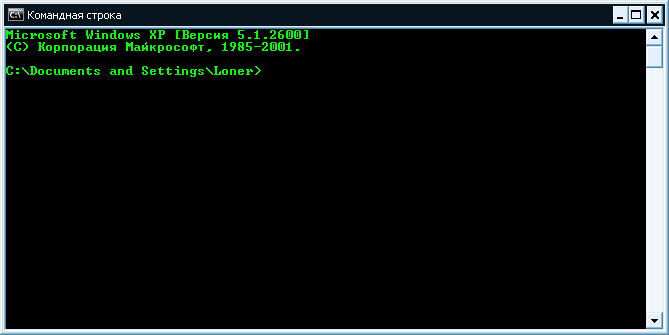 Командная строка
Microsoft Windows XP [Версия 5.1.2600]
(С) Корпорация Майкрософт, 1985-2001.
C:\Documents and Settings\Loner>